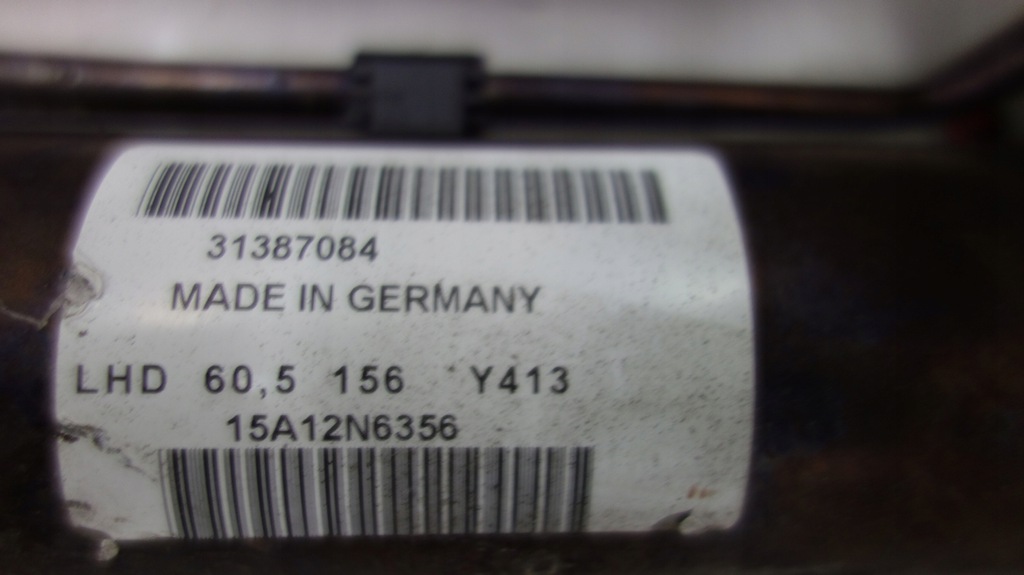 31387084
MADE IN GERMANY
LHD 60,5 156 Y413
15A12N6356